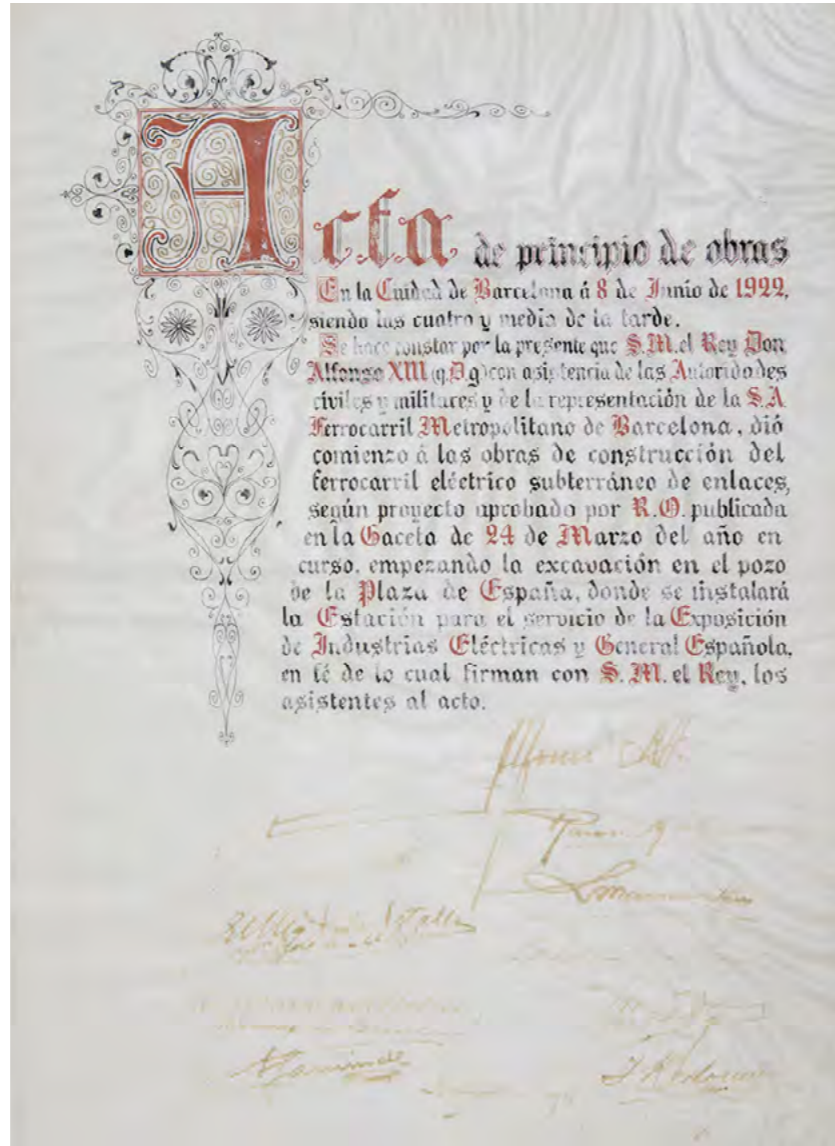 Acta de principio de obras
En la Ciudad de Barcelona á 8 de Junio de 1922,
siendo las cuatro y media de la tarde.
Se hace constar por la presente que S.M. el Rey Don
Alfonso XIII (q.D.g) con asistencia de las Autoridades
civiles y militares y de la representación de la S.A
Ferrocarril Metropolitano de Barcelona, dió
comienzo á las obras de construcción del
ferrocarril eléctrico subterráneo de enlaces,
según proyecto aprobado por R.O. publicada
en la Gaceta de 24 de Marzo del año en
curso, empezando la excavación en el pozo
de la Plaza de España, donde se instalará
la Estación para el servicio de la Exposición
de Industrias Eléctricas y General Española,
en fé de lo cual firman con S.M. el Rey, los
asistentes al acto.